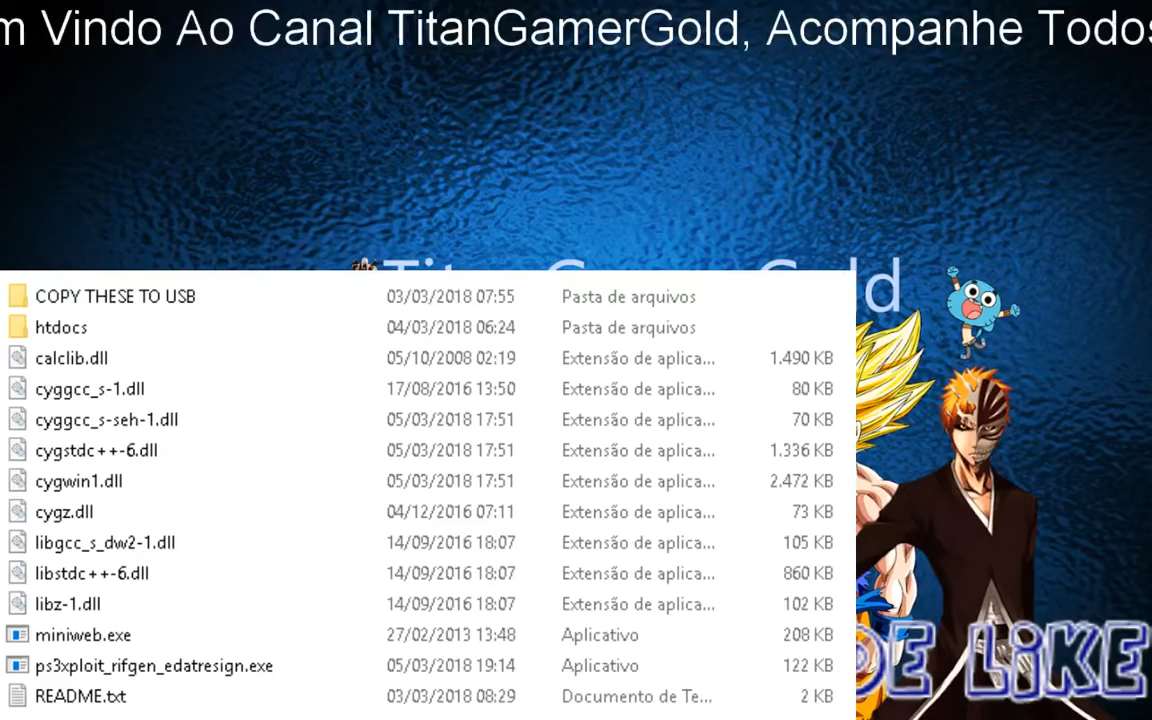 m Vindo Ao Canal TitanGamerGold, Acompanhe Todos
TitanGamerGold
COPY THESE TO USB 03/03/2018 07:55 Pasta de arquivos
htdocs 04/03/2018 06:24 Pasta de arquivos
calclib.dll 05/10/2008 02:19 Extensão de aplica... 1.490 KB
cyggcc_s-1.dll 17/08/2016 13:50 Extensão de aplica... 80 KB
cyggcc_s-seh-1.dll 05/03/2018 17:51 Extensão de aplica... 70 KB
cygstdc++-6.dll 05/03/2018 17:51 Extensão de aplica... 1.336 KB
cygwin1.dll 05/03/2018 17:51 Extensão de aplica... 2.472 KB
cygz.dll 04/12/2016 07:11 Extensão de aplica... 73 KB
libgcc_s_dw2-1.dll 14/09/2016 18:07 Extensão de aplica... 105 KB
libstdc++-6.dll 14/09/2016 18:07 Extensão de aplica... 860 KB
libz-1.dll 14/09/2016 18:07 Extensão de aplica... 102 KB
miniweb.exe 27/02/2013 13:48 Aplicativo 208 KB
ps3xploit_rifgen_edatresign.exe 05/03/2018 19:14 Aplicativo 122 KB
README.txt 03/03/2018 08:29 Documento de Te... 2 KB
DE LiKE